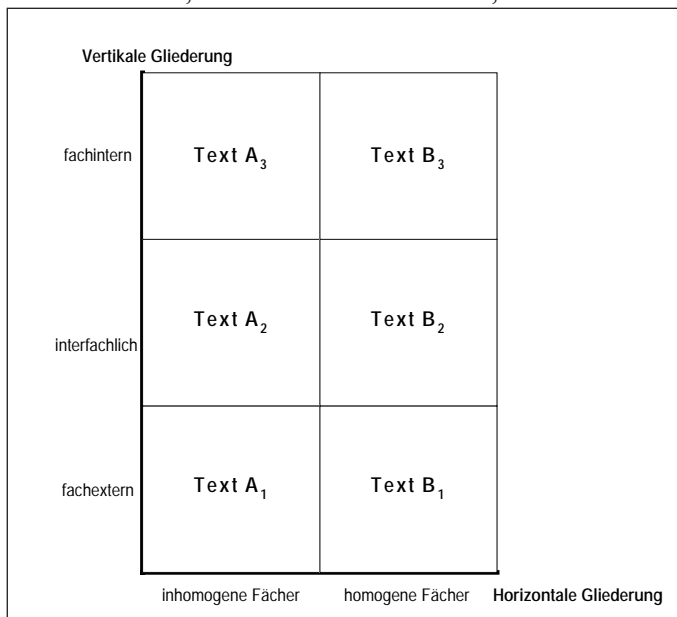 Vertikale Gliederung
fachintern Text A₃ Text B₃
interfachlich Text A₂ Text B₂
fachextern Text A₁ Text B₁
inhomogene Fächer homogene Fächer Horizontale Gliederung